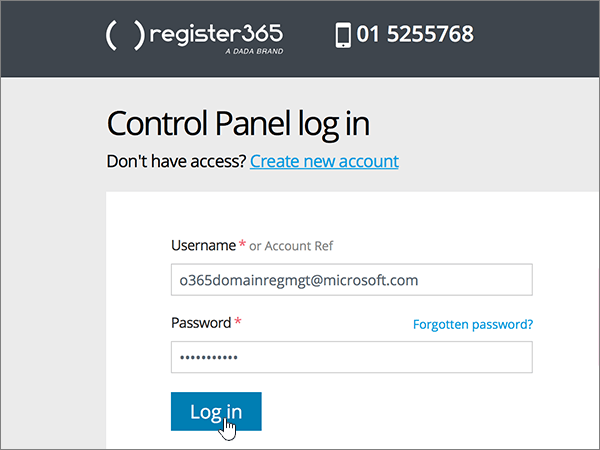 ( ) register365
A DADA BRAND
01 5255768
Control Panel log in
Don't have access? Create new account
Username * or Account Ref
o365domainregmgt@microsoft.com
Password * Forgotten password?
•••••••••••
Log in